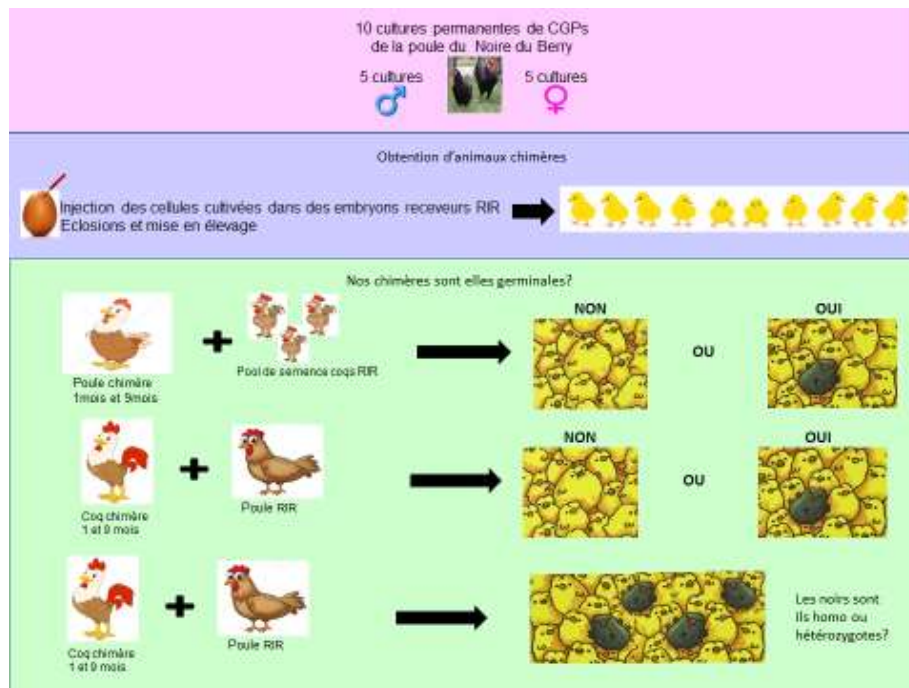 10 cultures permanentes de CGPs
de la poule du Noire du Berry
5 cultures
5 cultures
Obtention d'animaux chimères
Injection des cellules cultivées dans des embryons receveurs RIR
Eclosions et mise en élevage
Nos chimères sont elles germinales?
NON
OUI
OU
Poule chimère
1mois et 9mois
Pool de semence coqs RIR
NON
OUI
OU
Coq chimère
1 et 9 mois
Poule RIR
Les noirs sont
ils homo ou
hétérozygotes?
Coq chimère
1 et 9 mois
Poule RIR